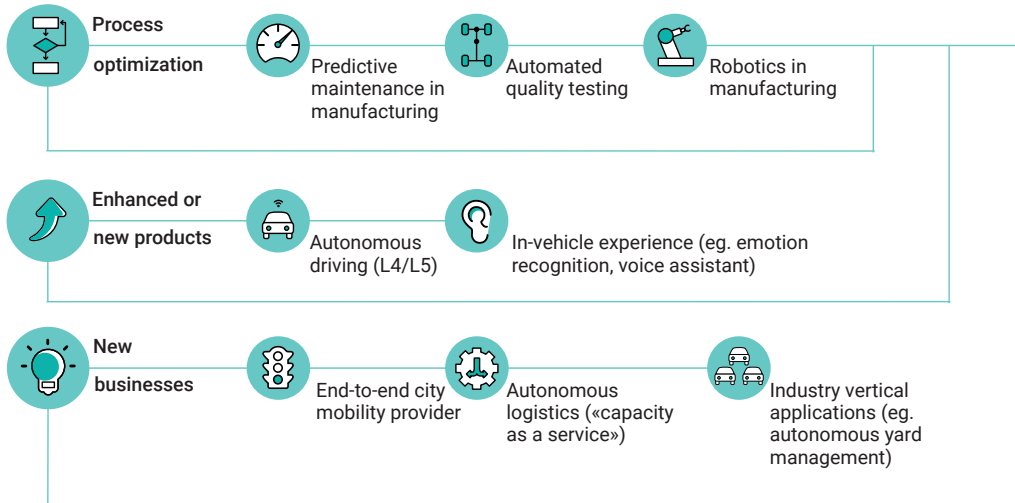 Process
optimization
Predictive
maintenance in
manufacturing
Automated
quality testing
Robotics in
manufacturing
Enhanced or
new products
Autonomous
driving (L4/L5)
In-vehicle experience (eg. emotion
recognition, voice assistant)
New
businesses
End-to-end city
mobility provider
Autonomous
logistics («capacity
as a service»)
Industry vertical
applications (eg.
autonomous yard
management)